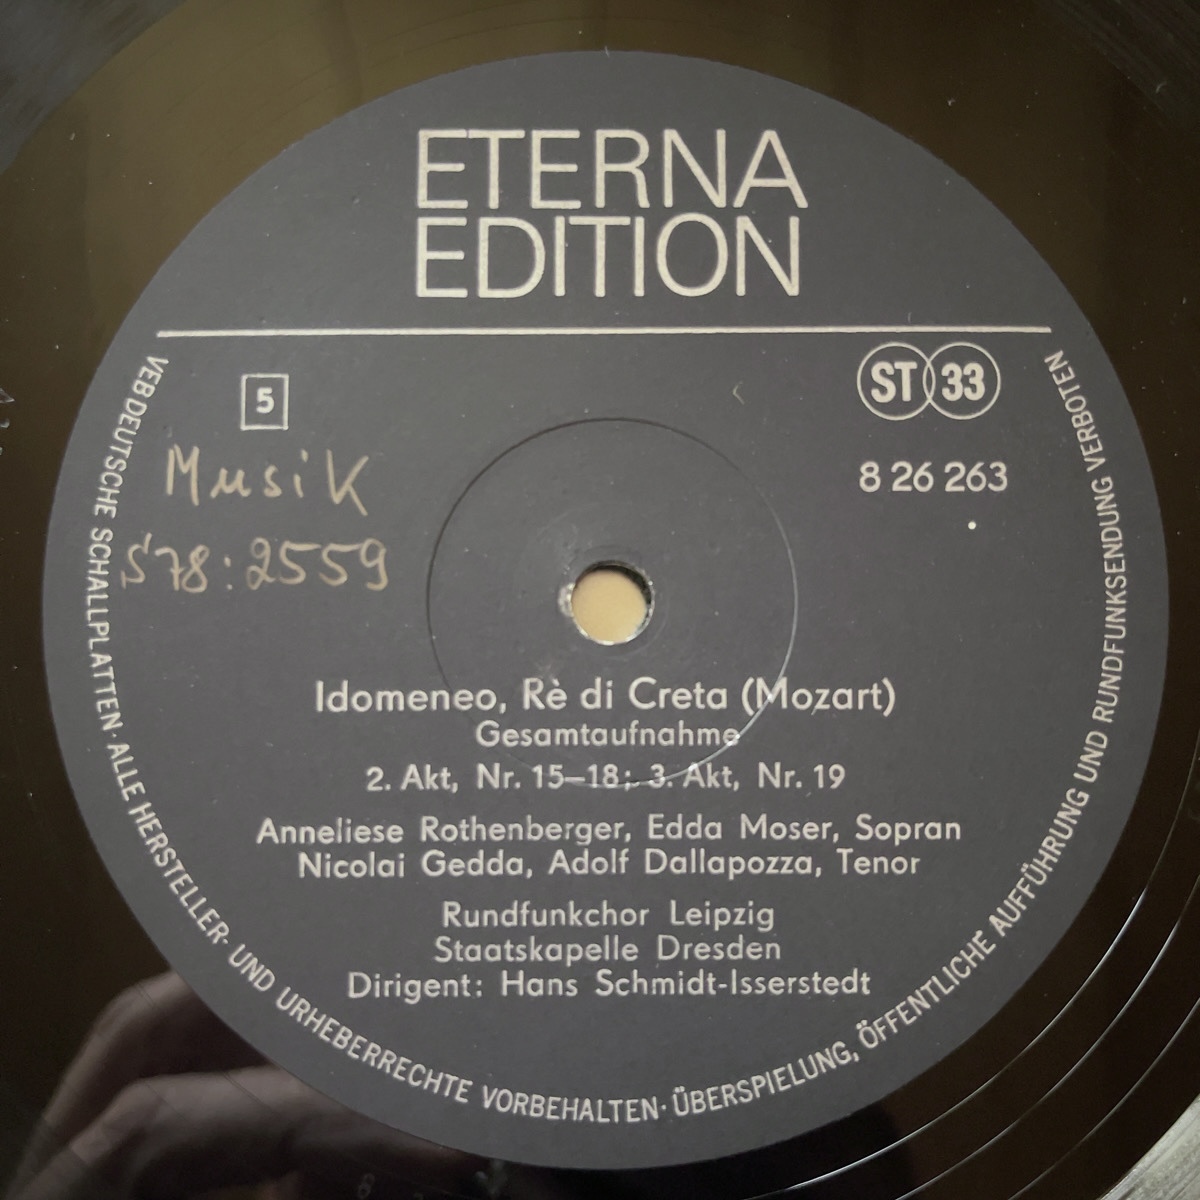 ETERNA
EDITION
5
ST 33
Musik
8 26 263
S78:2559
Idomeneo, Rè di Creta (Mozart)
Gesamtaufnahme
2. Akt, Nr. 15–18; 3. Akt, Nr. 19
Anneliese Rothenberger, Edda Moser, Sopran
Nicolai Gedda, Adolf Dallapozza, Tenor
Rundfunkchor Leipzig
Staatskapelle Dresden
Dirigent: Hans Schmidt-Isserstedt
VEB DEUTSCHE SCHALLPLATTEN · ALLE HERSTELLER- UND URHEBERRECHTE VORBEHALTEN · ÜBERSPIELUNG, ÖFFENTLICHE AUFFÜHRUNG UND RUNDFUNKSENDUNG VERBOTEN